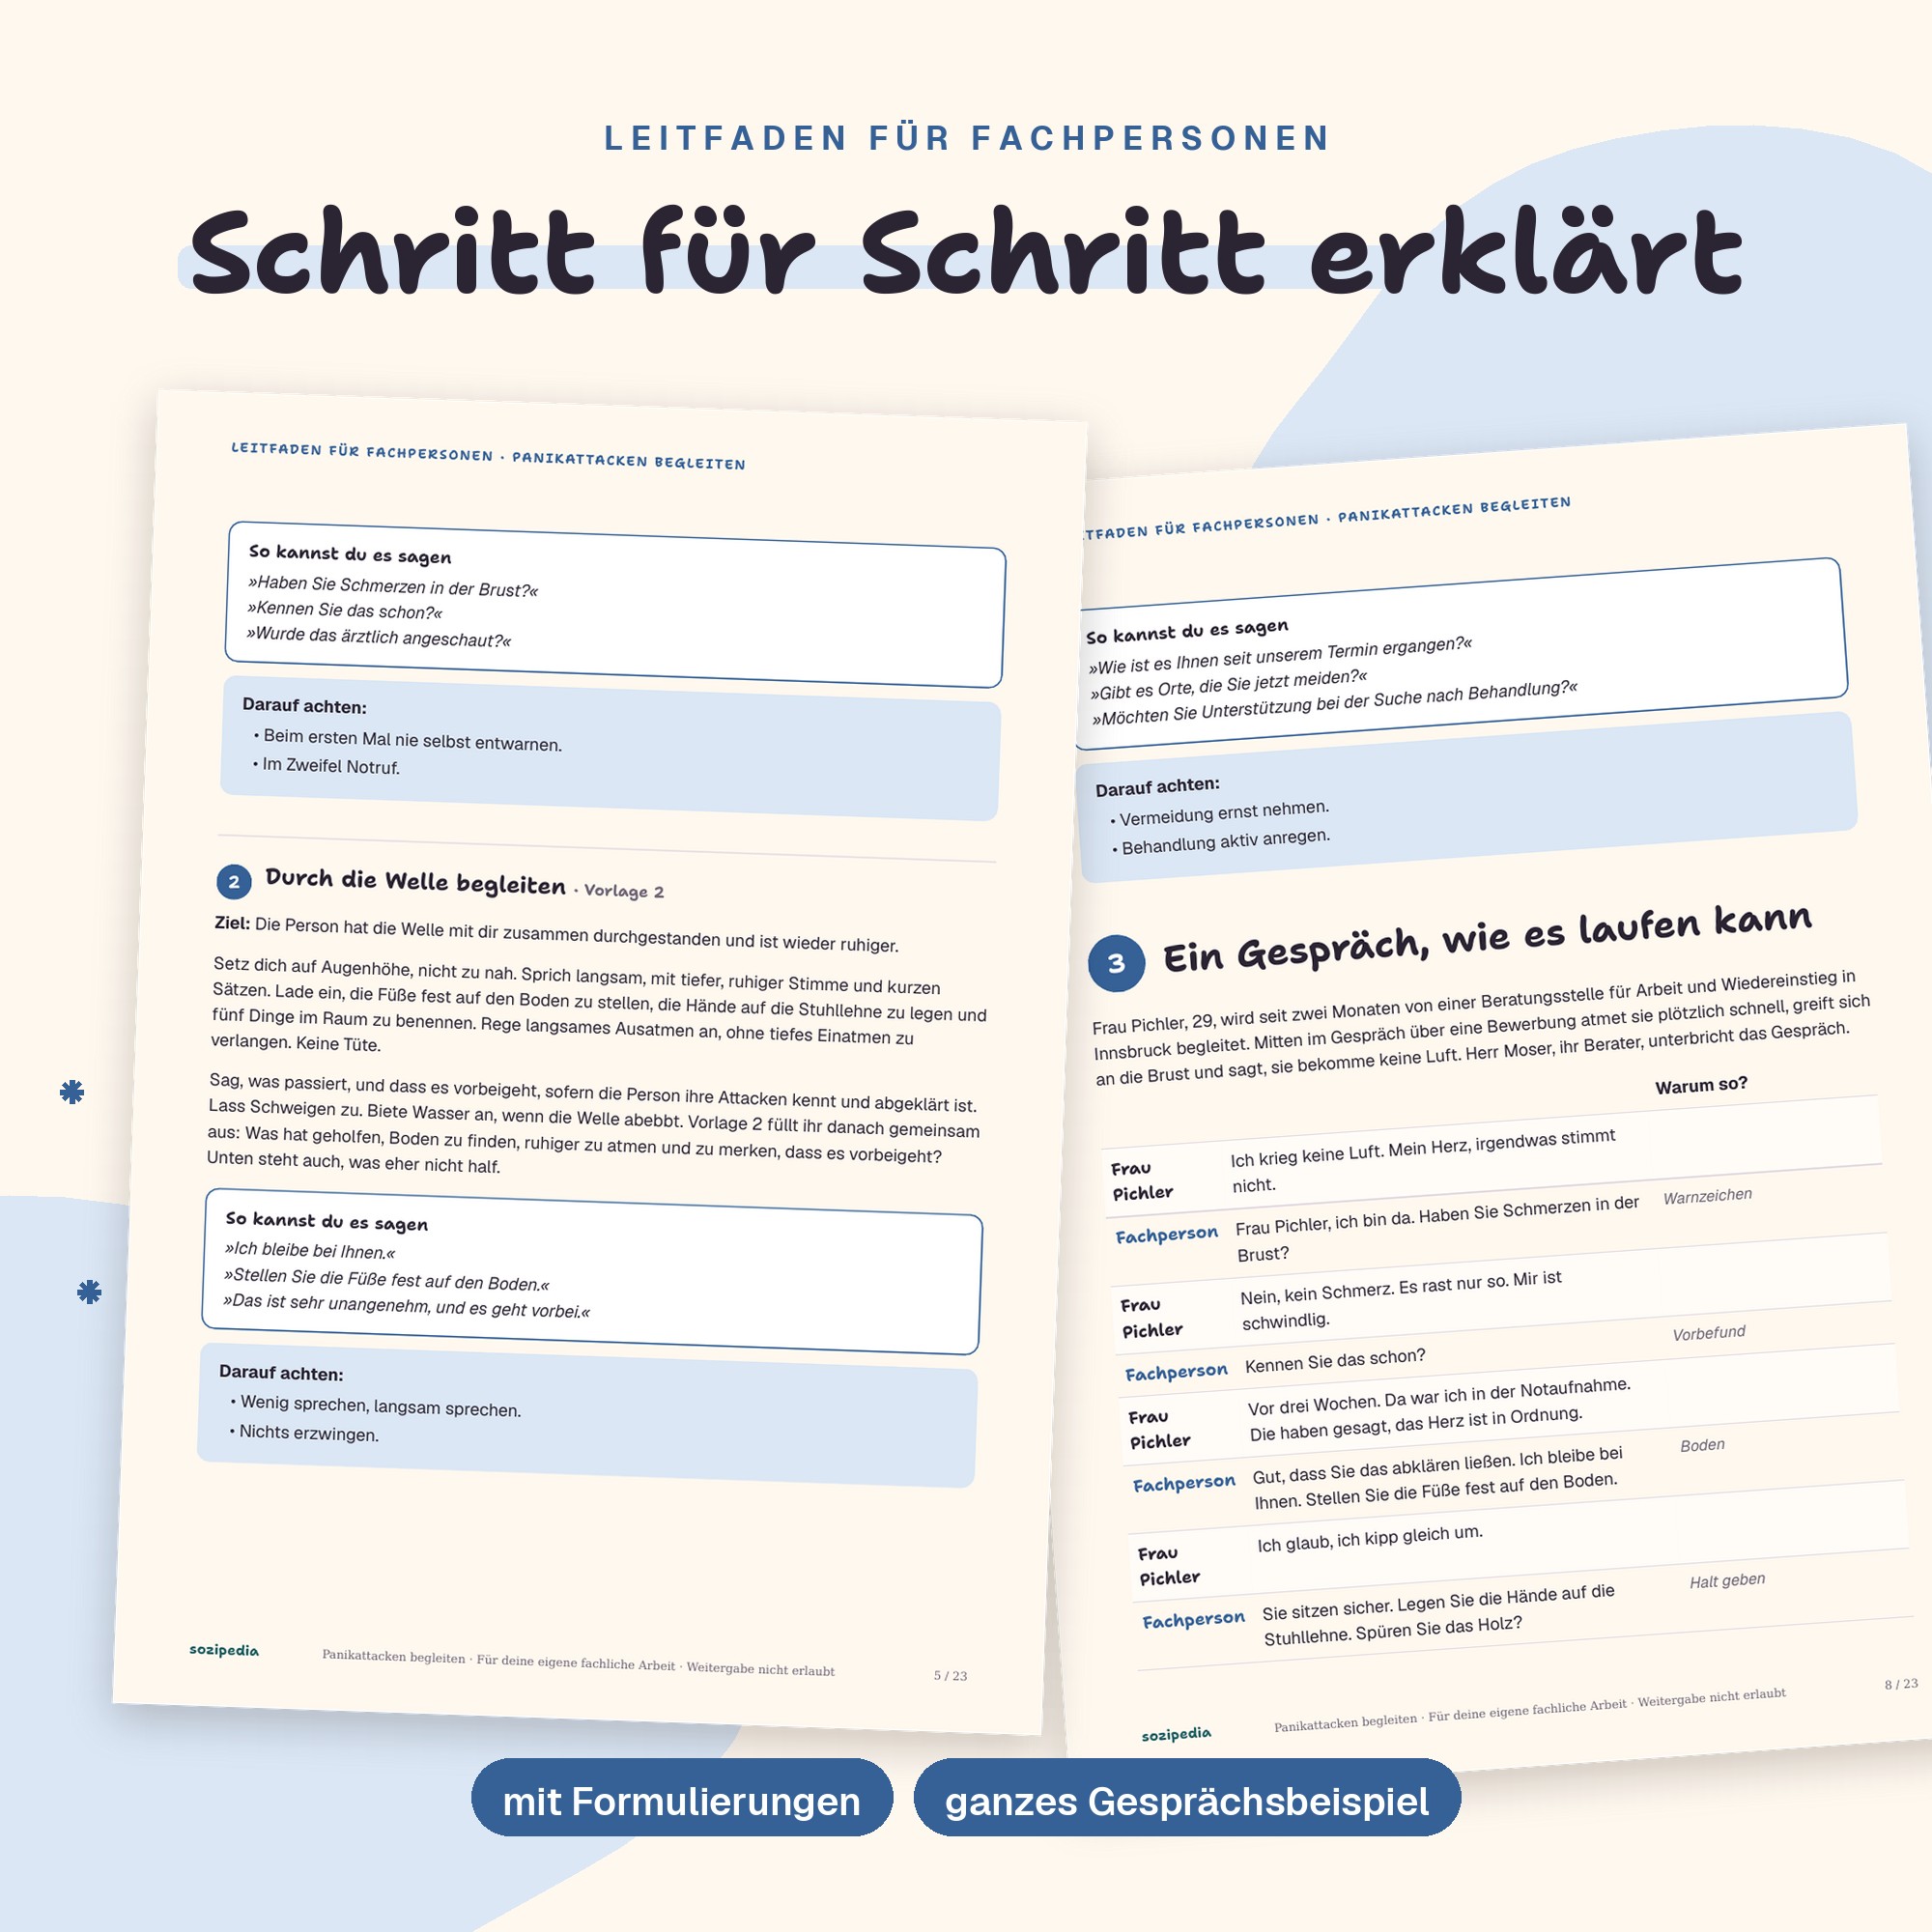 LEITFADEN FÜR FACHPERSONEN
Schritt für Schritt erklärt
LEITFADEN FÜR FACHPERSONEN · PANIKATTACKEN BEGLEITEN
So kannst du es sagen
»Haben Sie Schmerzen in der Brust?«
»Kennen Sie das schon?«
»Wurde das ärztlich angeschaut?«
Darauf achten:
• Beim ersten Mal nie selbst entwarnen.
• Im Zweifel Notruf.
2 Durch die Welle begleiten · Vorlage 2
Ziel: Die Person hat die Welle mit dir zusammen durchgestanden und ist wieder ruhiger.
Setz dich auf Augenhöhe, nicht zu nah. Sprich langsam, mit tiefer, ruhiger Stimme und kurzen
Sätzen. Lade ein, die Füße fest auf den Boden zu stellen, die Hände auf die Stuhllehne zu legen und
fünf Dinge im Raum zu benennen. Rege langsames Ausatmen an, ohne tiefes Einatmen zu
verlangen. Keine Tüte.
Sag, was passiert, und dass es vorbeigeht, sofern die Person ihre Attacken kennt und abgeklärt ist.
Lass Schweigen zu. Biete Wasser an, wenn die Welle abebbt. Vorlage 2 füllt ihr danach gemeinsam
aus: Was hat geholfen, Boden zu finden, ruhiger zu atmen und zu merken, dass es vorbeigeht?
Unten steht auch, was eher nicht half.
So kannst du es sagen
»Ich bleibe bei Ihnen.«
»Stellen Sie die Füße fest auf den Boden.«
»Das ist sehr unangenehm, und es geht vorbei.«
Darauf achten:
• Wenig sprechen, langsam sprechen.
• Nichts erzwingen.
sozipedia Panikattacken begleiten · Für deine eigene fachliche Arbeit · Weitergabe nicht erlaubt 5 / 23
TFADEN FÜR FACHPERSONEN · PANIKATTACKEN BEGLEITEN
So kannst du es sagen
»Wie ist es Ihnen seit unserem Termin ergangen?«
»Gibt es Orte, die Sie jetzt meiden?«
»Möchten Sie Unterstützung bei der Suche nach Behandlung?«
Darauf achten:
• Vermeidung ernst nehmen.
• Behandlung aktiv anregen.
3 Ein Gespräch, wie es laufen kann
Frau Pichler, 29, wird seit zwei Monaten von einer Beratungsstelle für Arbeit und Wiedereinstieg in
Innsbruck begleitet. Mitten im Gespräch über eine Bewerbung atmet sie plötzlich schnell, greift sich
an die Brust und sagt, sie bekomme keine Luft. Herr Moser, ihr Berater, unterbricht das Gespräch.
Warum so?
Frau Pichler
Ich krieg keine Luft. Mein Herz, irgendwas stimmt
nicht.
Fachperson
Frau Pichler, ich bin da. Haben Sie Schmerzen in der
Brust?
Warnzeichen
Frau Pichler
Nein, kein Schmerz. Es rast nur so. Mir ist
schwindlig.
Fachperson
Kennen Sie das schon?
Vorbefund
Frau Pichler
Vor drei Wochen. Da war ich in der Notaufnahme.
Die haben gesagt, das Herz ist in Ordnung.
Fachperson
Gut, dass Sie das abklären ließen. Ich bleibe bei
Ihnen. Stellen Sie die Füße fest auf den Boden.
Boden
Frau Pichler
Ich glaub, ich kipp gleich um.
Fachperson
Sie sitzen sicher. Legen Sie die Hände auf die
Stuhllehne. Spüren Sie das Holz?
Halt geben
sozipedia Panikattacken begleiten · Für deine eigene fachliche Arbeit · Weitergabe nicht erlaubt 8 / 23
mit Formulierungen
ganzes Gesprächsbeispiel